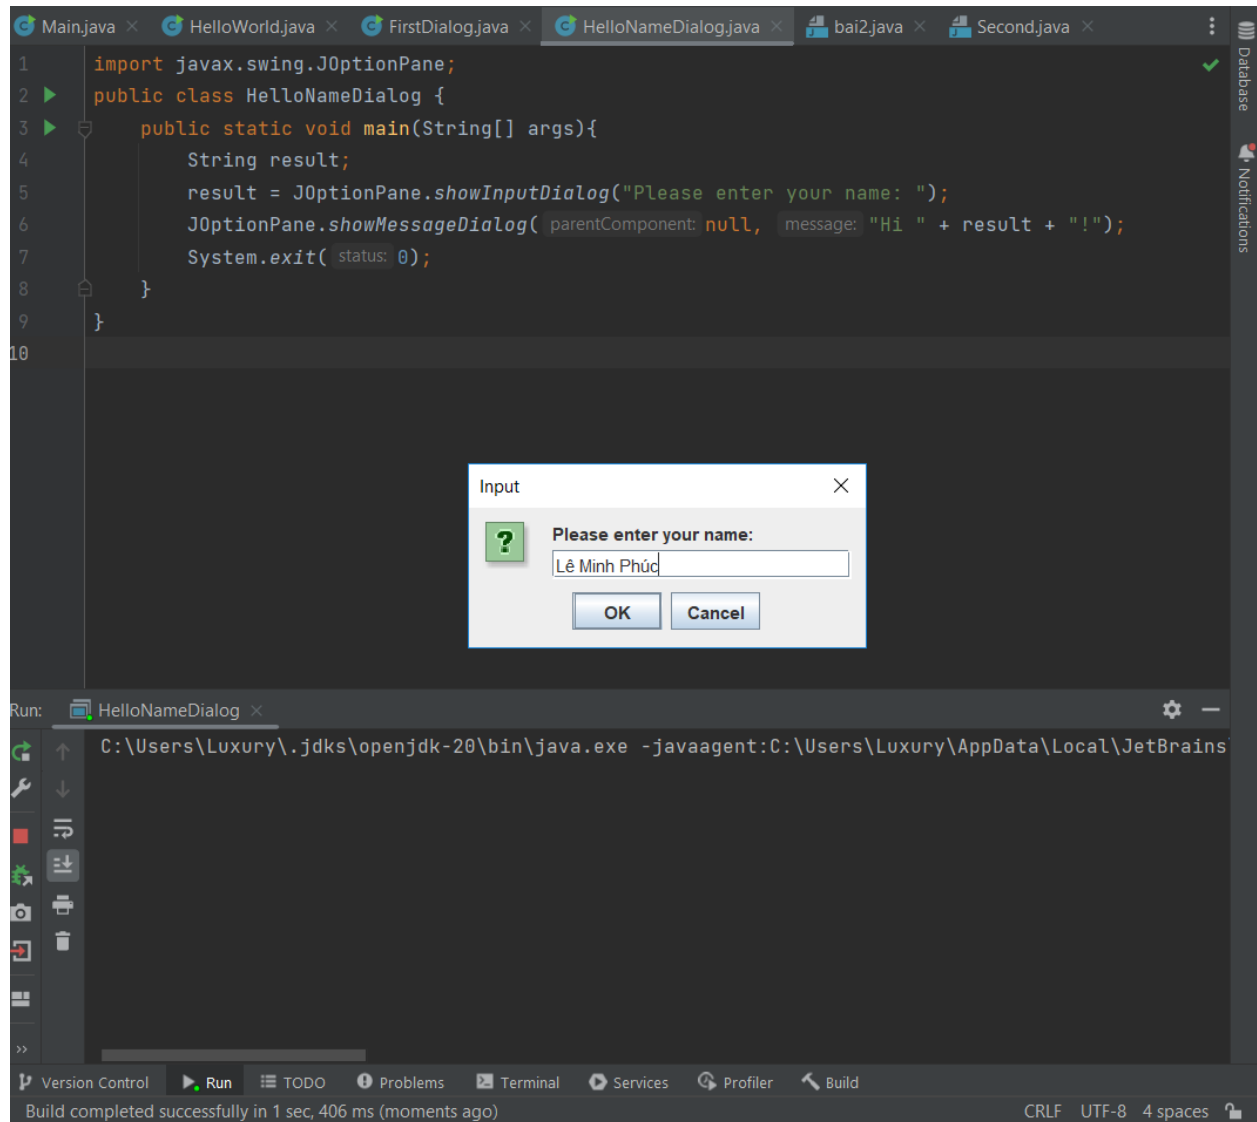 Main.java HelloWorld.java FirstDialog.java HelloNameDialog.java bai2.java Second.java
Database
Notifications
1 import javax.swing.JOptionPane;
2 public class HelloNameDialog {
3 public static void main(String[] args){
4 String result;
5 result = JOptionPane.showInputDialog("Please enter your name: ");
6 JOptionPane.showMessageDialog( parentComponent: null, message: "Hi " + result + "!");
7 System.exit( status: 0);
8 }
9 }
10
Input
Please enter your name:
Lê Minh Phúc
OK Cancel
Run: HelloNameDialog
C:\Users\Luxury\.jdks\openjdk-20\bin\java.exe -javaagent:C:\Users\Luxury\AppData\Local\JetBrains
Version Control Run TODO Problems Terminal Services Profiler Build
Build completed successfully in 1 sec, 406 ms (moments ago) CRLF UTF-8 4 spaces